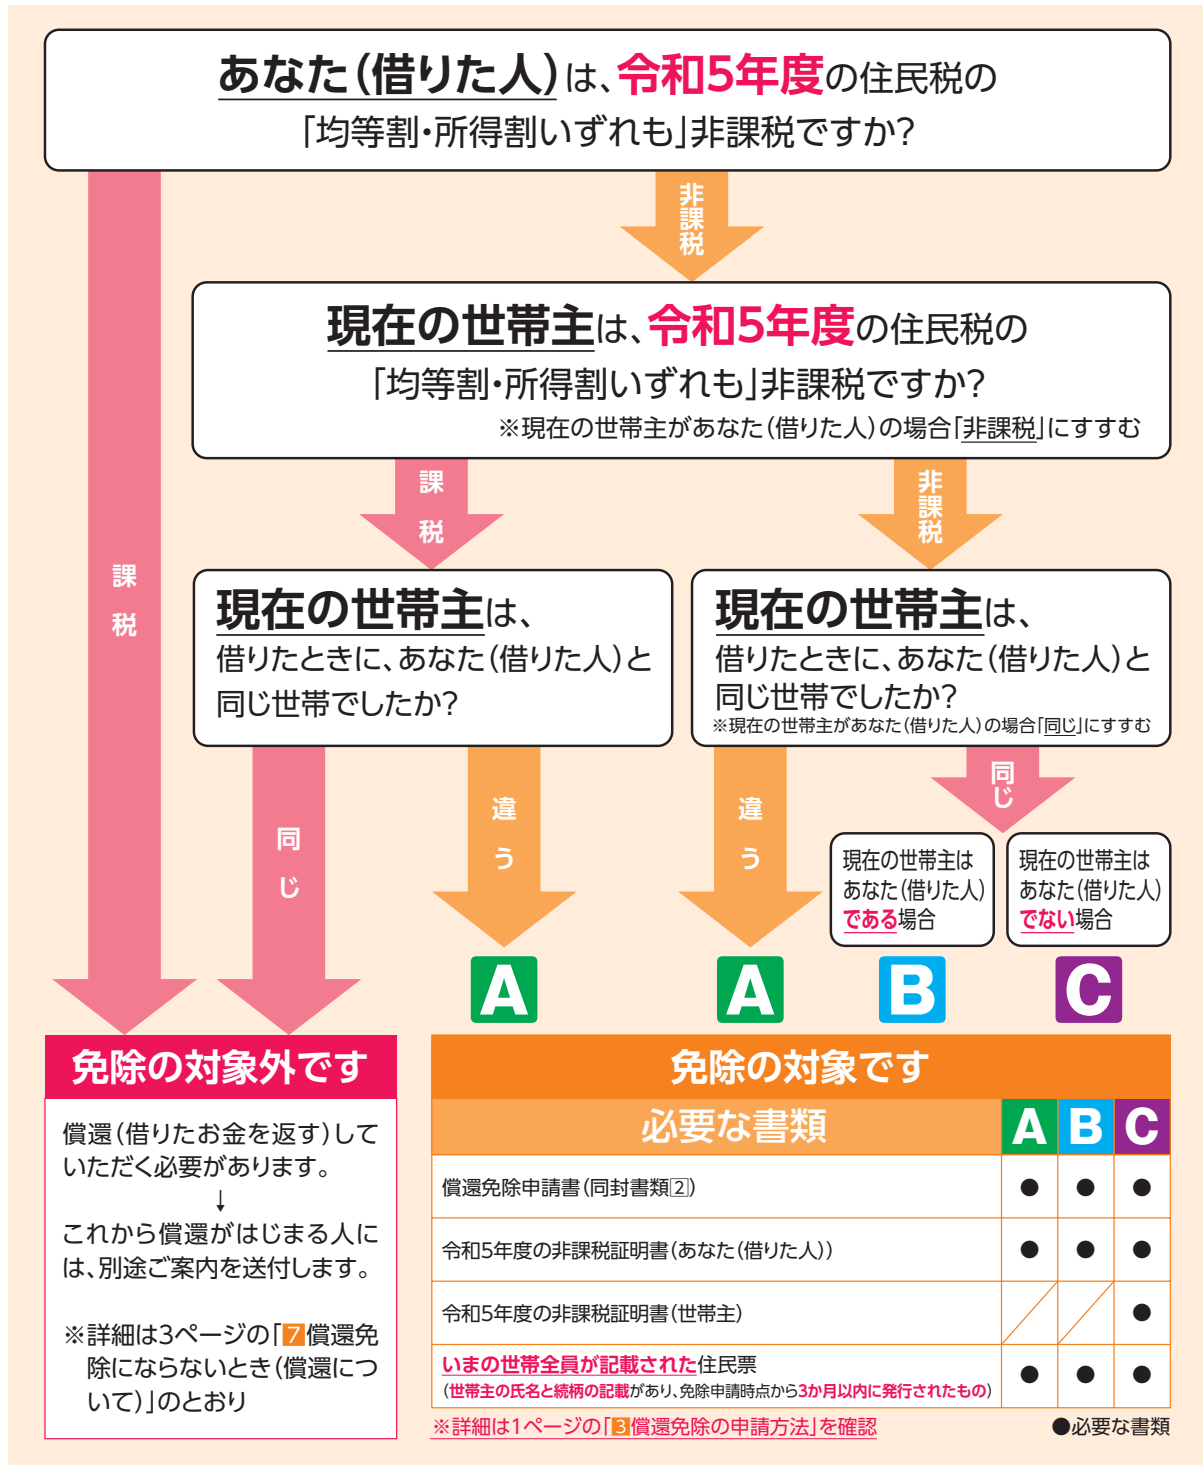 あなた(借りた人)は、令和5年度の住民税の
「均等割・所得割いずれも」非課税ですか?
非課税
現在の世帯主は、令和5年度の住民税の
「均等割・所得割いずれも」非課税ですか?
※現在の世帯主があなた(借りた人)の場合「非課税」にすすむ
課税
非課税
課税
現在の世帯主は、
借りたときに、あなた(借りた人)と
同じ世帯でしたか?
現在の世帯主は、
借りたときに、あなた(借りた人)と
同じ世帯でしたか?
※現在の世帯主があなた(借りた人)の場合「同じ」にすすむ
同じ
違う
違う
同じ
現在の世帯主は
あなた(借りた人)
である場合
現在の世帯主は
あなた(借りた人)
でない場合
A
A
B
C
免除の対象外です
償還(借りたお金を返す)して
いただく必要があります。
↓
これから償還がはじまる人に
は、別途ご案内を送付します。
※詳細は3ページの「7償還免
除にならないとき(償還につ
いて)」のとおり
免除の対象です
必要な書類 A B C
償還免除申請書(同封書類2) ● ● ●
令和5年度の非課税証明書(あなた(借りた人)) ● ● ●
令和5年度の非課税証明書(世帯主) ●
いまの世帯全員が記載された住民票 ● ● ●
(世帯主の氏名と続柄の記載があり、免除申請時点から3か月以内に発行されたもの)
※詳細は1ページの「3償還免除の申請方法」を確認
●必要な書類